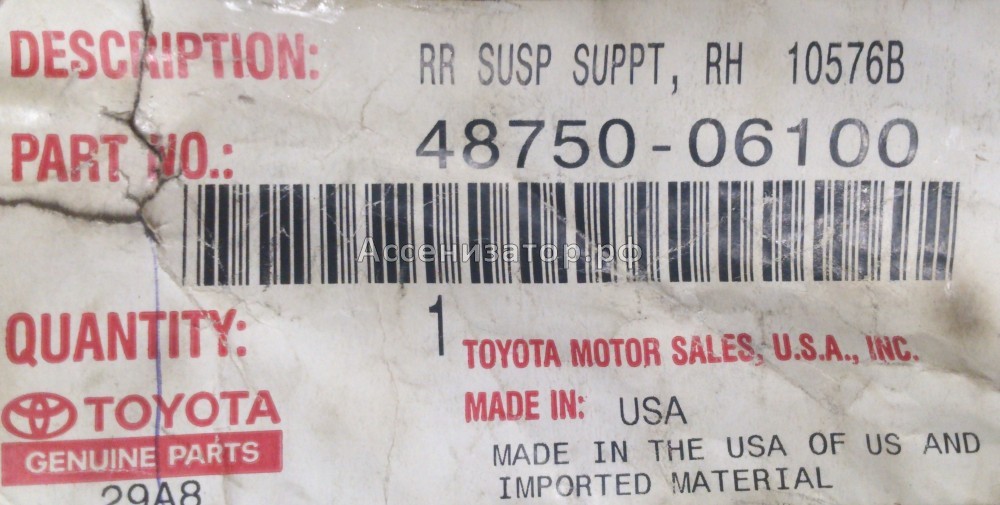 DESCRIPTION: RR SUSP SUPPT, RH 10576B
PART NO.: 48750-06100
Ассенизатор.рф
QUANTITY: 1
TOYOTA MOTOR SALES, U.S.A., INC.
TOYOTA MADE IN: USA
GENUINE PARTS MADE IN THE USA OF US AND
29A8 IMPORTED MATERIAL